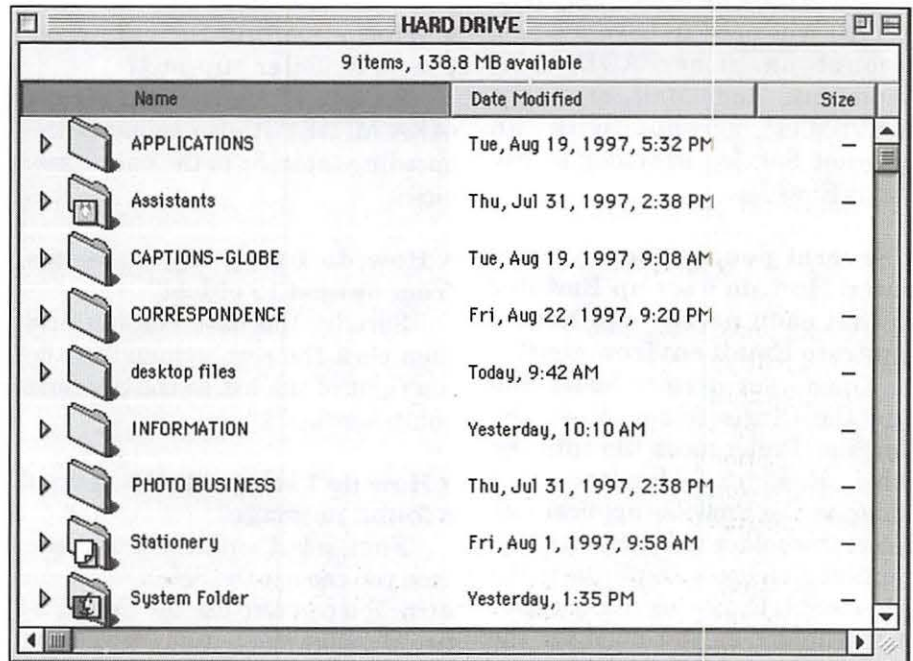 HARD DRIVE
9 items, 138.8 MB available
Name Date Modified Size
APPLICATIONS Tue, Aug 19, 1997, 5:32 PM –
Assistants Thu, Jul 31, 1997, 2:38 PM –
CAPTIONS-GLOBE Tue, Aug 19, 1997, 9:08 AM –
CORRESPONDENCE Fri, Aug 22, 1997, 9:20 PM –
desktop files Today, 9:42 AM –
INFORMATION Yesterday, 10:10 AM –
PHOTO BUSINESS Thu, Jul 31, 1997, 2:38 PM –
Stationery Fri, Aug 1, 1997, 9:58 AM –
System Folder Yesterday, 1:35 PM –